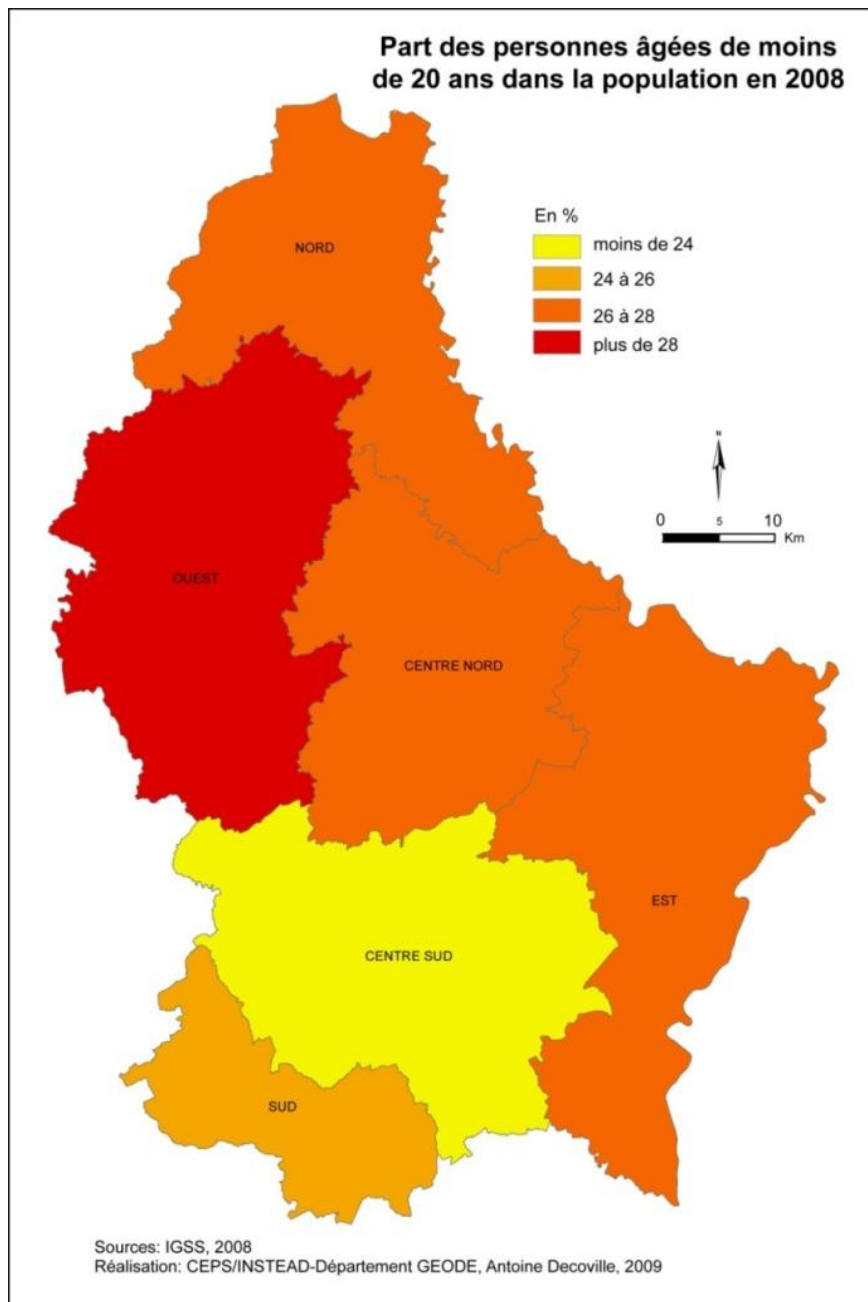 Part des personnes âgées de moins
de 20 ans dans la population en 2008
En %
moins de 24
24 à 26
26 à 28
plus de 28
NORD
N
0 5 10
Km
OUEST
CENTRE NORD
EST
CENTRE SUD
SUD
Sources: IGSS, 2008
Réalisation: CEPS/INSTEAD-Département GEODE, Antoine Decoville, 2009